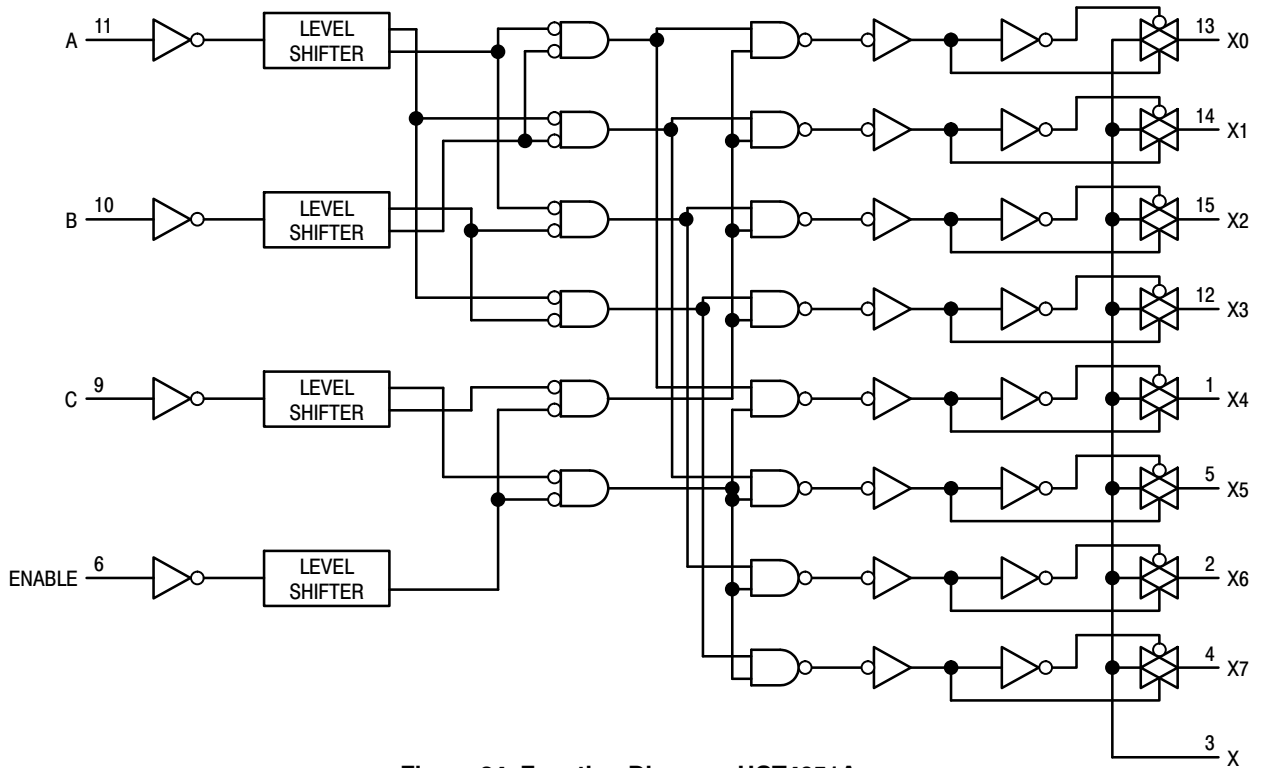 A 11 LEVEL SHIFTER 13 X0
14 X1
B 10 LEVEL SHIFTER 15 X2
12 X3
C 9 LEVEL SHIFTER 1 X4
5 X5
ENABLE 6 LEVEL SHIFTER 2 X6
4 X7
3 X